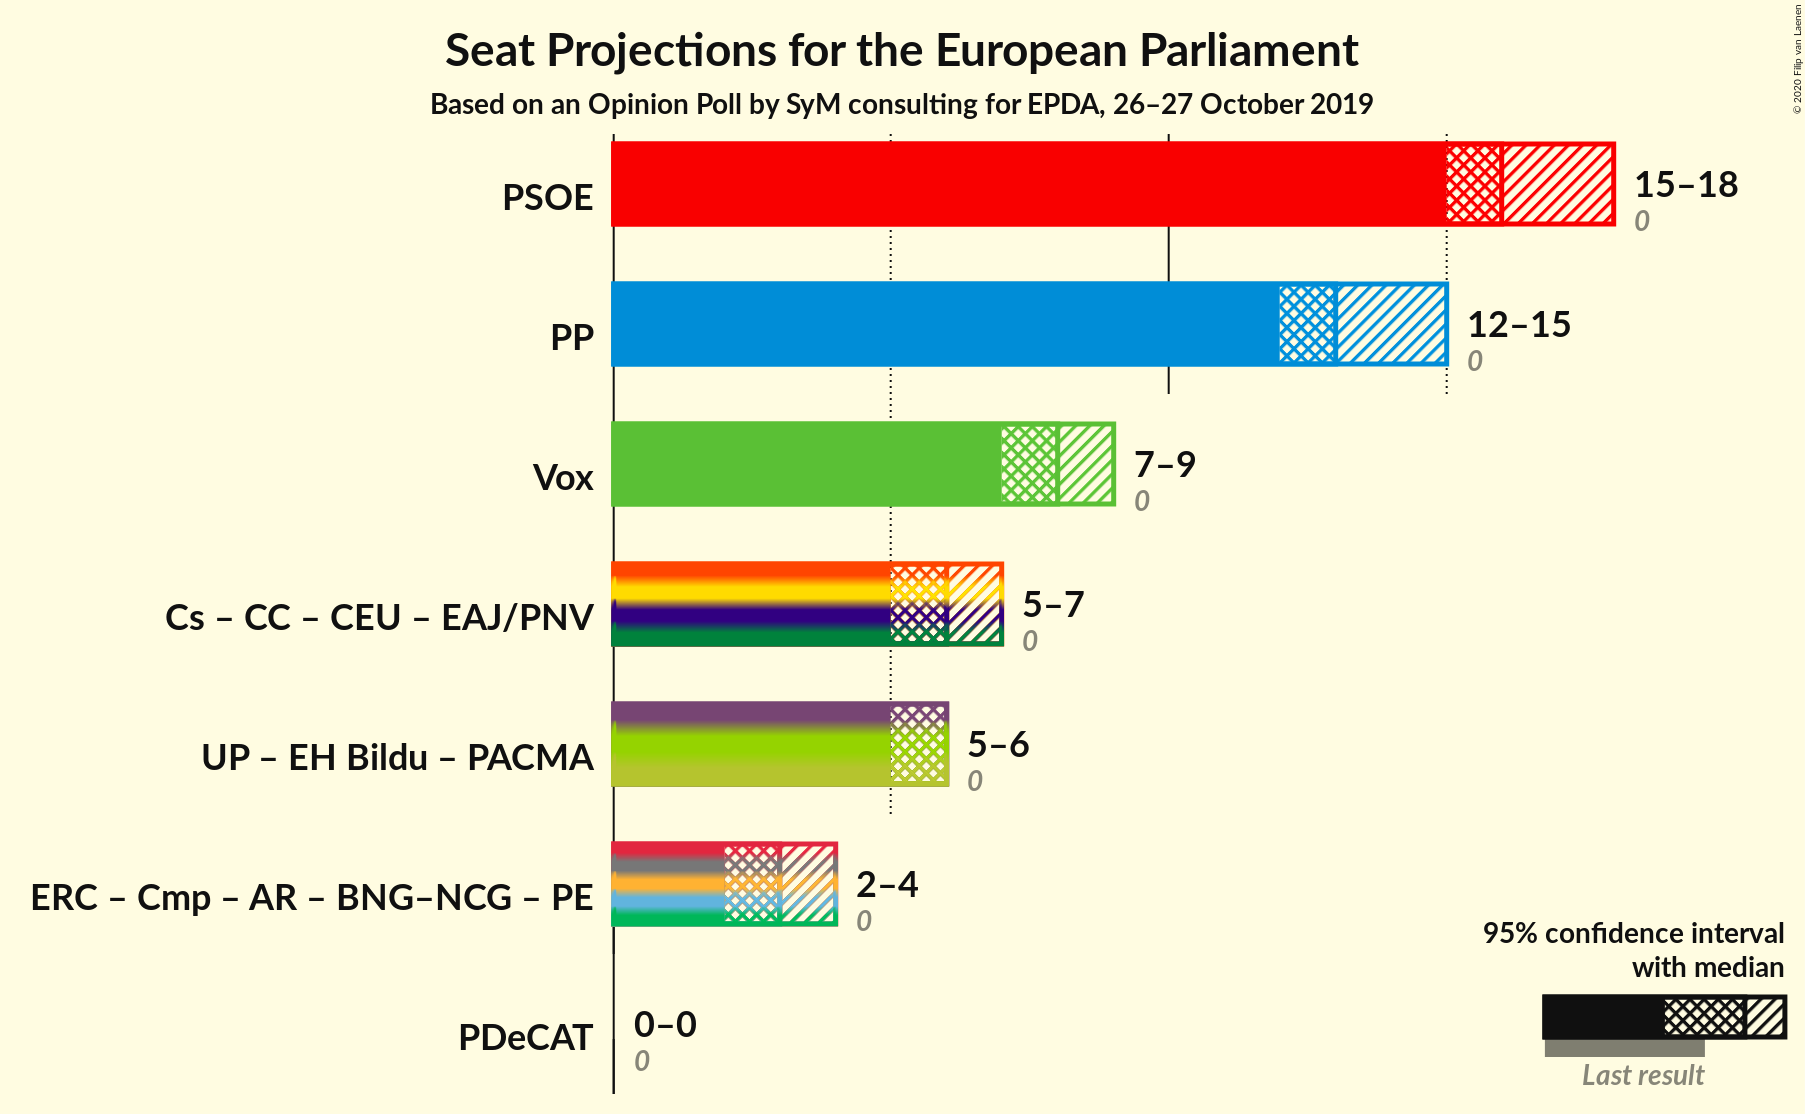 Seat Projections for the European Parliament
Based on an Opinion Poll by SyM consulting for EPDA, 26–27 October 2019
© 2020 Filip van Laenen
PSOE
15–18
0
PP
12–15
0
Vox
7–9
0
Cs – CC – CEU – EAJ/PNV
5–7
0
UP – EH Bildu – PACMA
5–6
0
ERC – Cmp – AR – BNG–NCG – PE
2–4
0
PDeCAT
0–0
0
95% confidence interval
with median
Last result